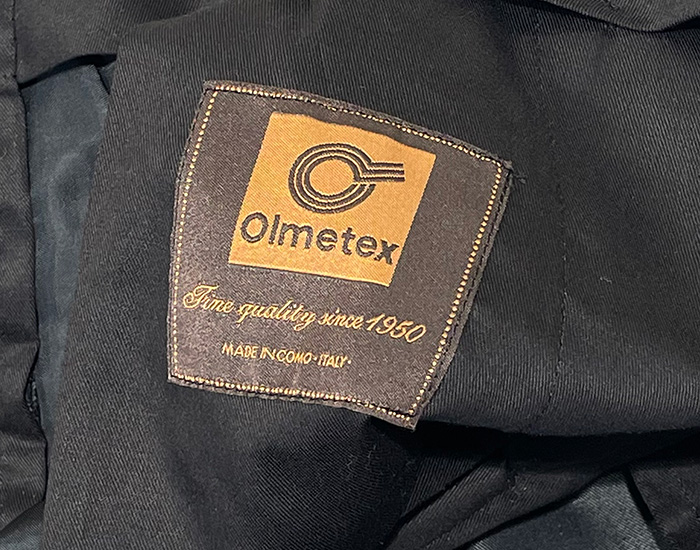 Olmetex
Fine quality since 1950
MADE IN COMO·ITALY·